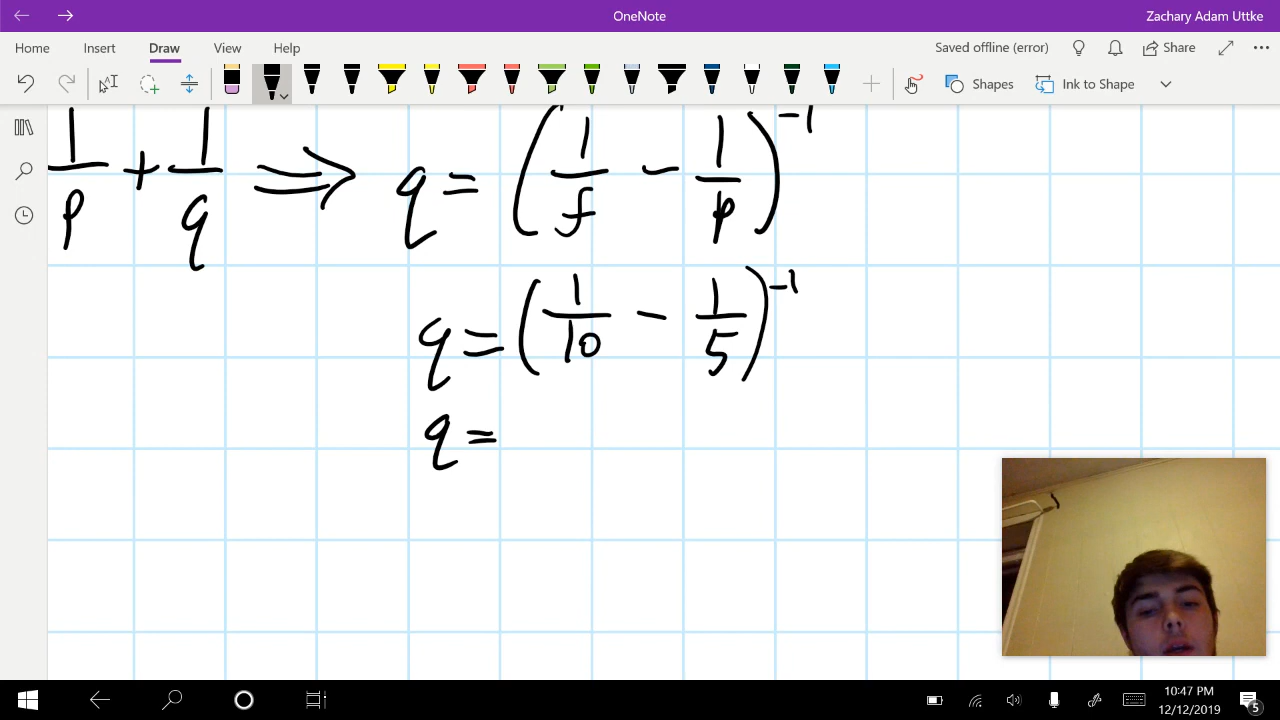 OneNote
Zachary Adam Uttke
Home Insert Draw View Help
Saved offline (error) Share
Shapes Ink to Shape
1/p + 1/q ⟹ q = (1/f − 1/p)^−1
q = (1/10 − 1/5)^−1
q =
10:47 PM
12/12/2019
5